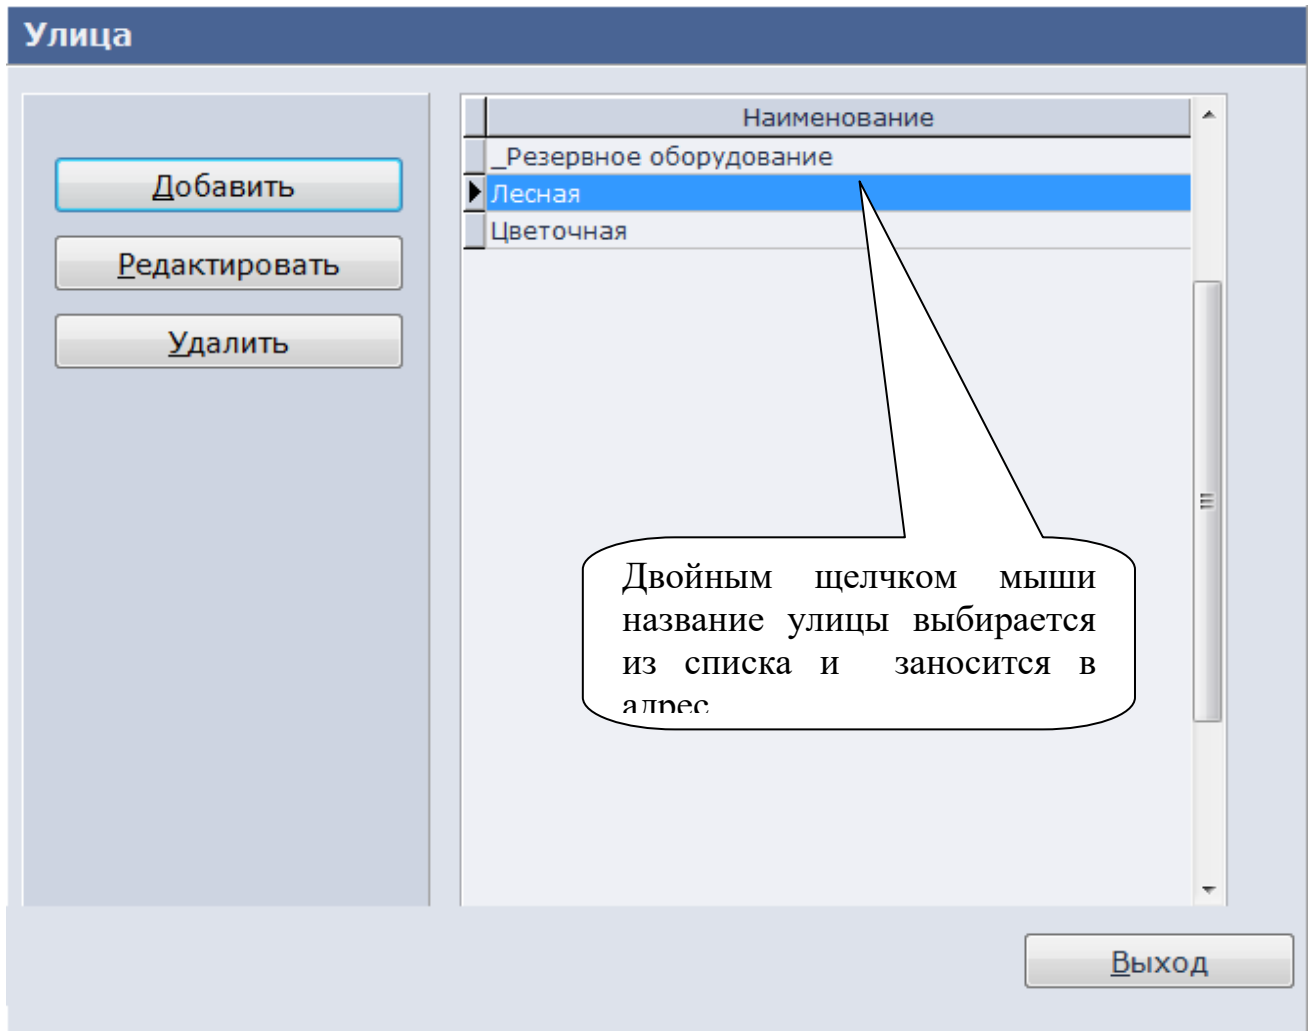 Улица
Добавить
Редактировать
Удалить
Наименование
_Резервное оборудование
Лесная
Цветочная
Двойным щелчком мыши
название улицы выбирается
из списка и заносится в
адрес
Выход